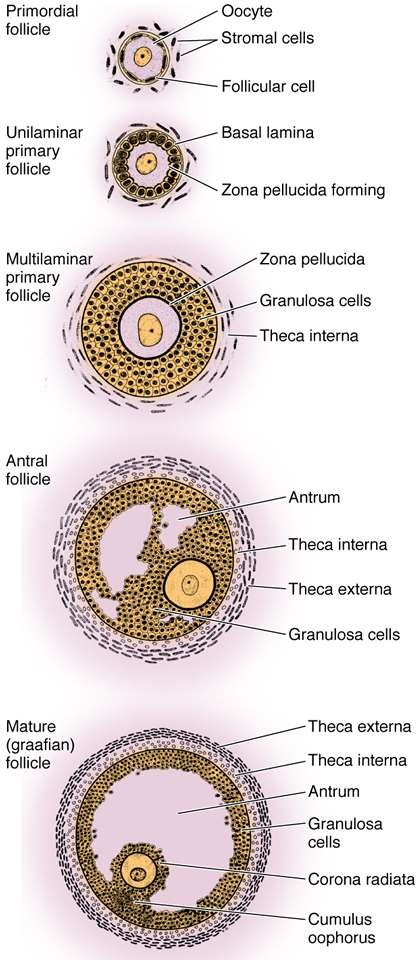 Primordial
follicle
Oocyte
Stromal cells
Follicular cell
Unilaminar
primary
follicle
Basal lamina
Zona pellucida forming
Multilaminar
primary
follicle
Zona pellucida
Granulosa cells
Theca interna
Antral
follicle
Antrum
Theca interna
Theca externa
Granulosa cells
Mature
(graafian)
follicle
Theca externa
Theca interna
Antrum
Granulosa
cells
Corona radiata
Cumulus
oophorus